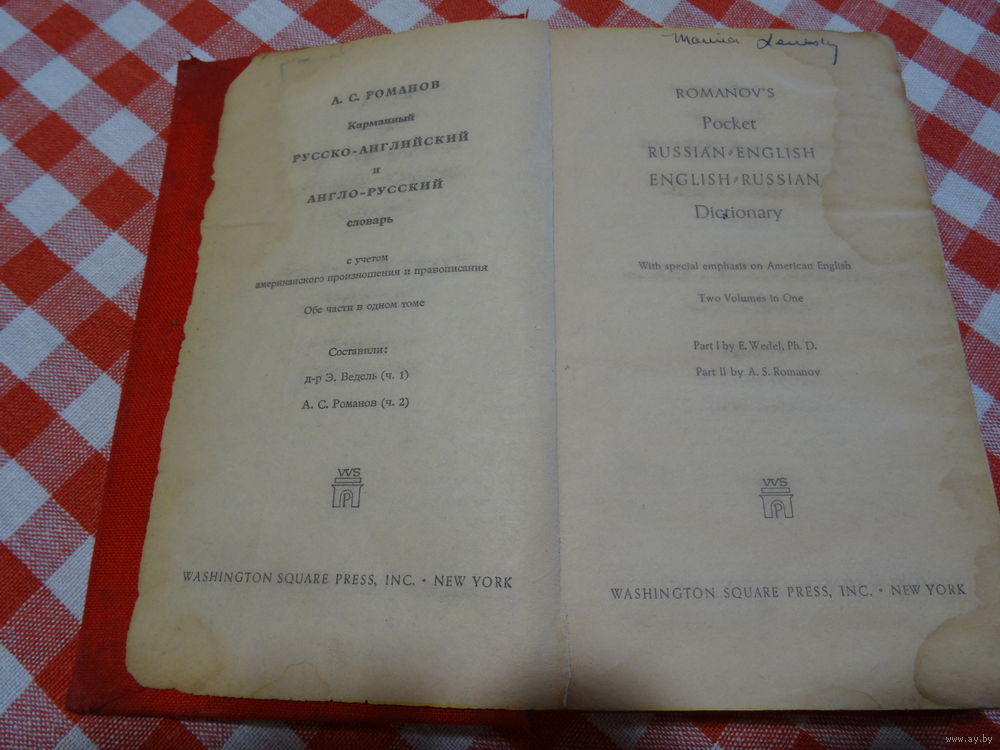 А. С. РОМАНОВ
Карманный
РУССКО-АНГЛИЙСКИЙ
и
АНГЛО-РУССКИЙ
словарь
с учетом
американского произношения и правописания
Обе части в одном томе
Составили:
д-р Э. Ведель (ч. 1)
А. С. Романов (ч. 2)
WS
P
WASHINGTON SQUARE PRESS, INC. • NEW YORK
ROMANOV'S
Pocket
RUSSIAN-ENGLISH
ENGLISH-RUSSIAN
Dictionary
With special emphasis on American English
Two Volumes in One
Part I by E. Wedel, Ph. D.
Part II by A. S. Romanov
WS
P
WASHINGTON SQUARE PRESS, INC. • NEW YORK
www.ay.by